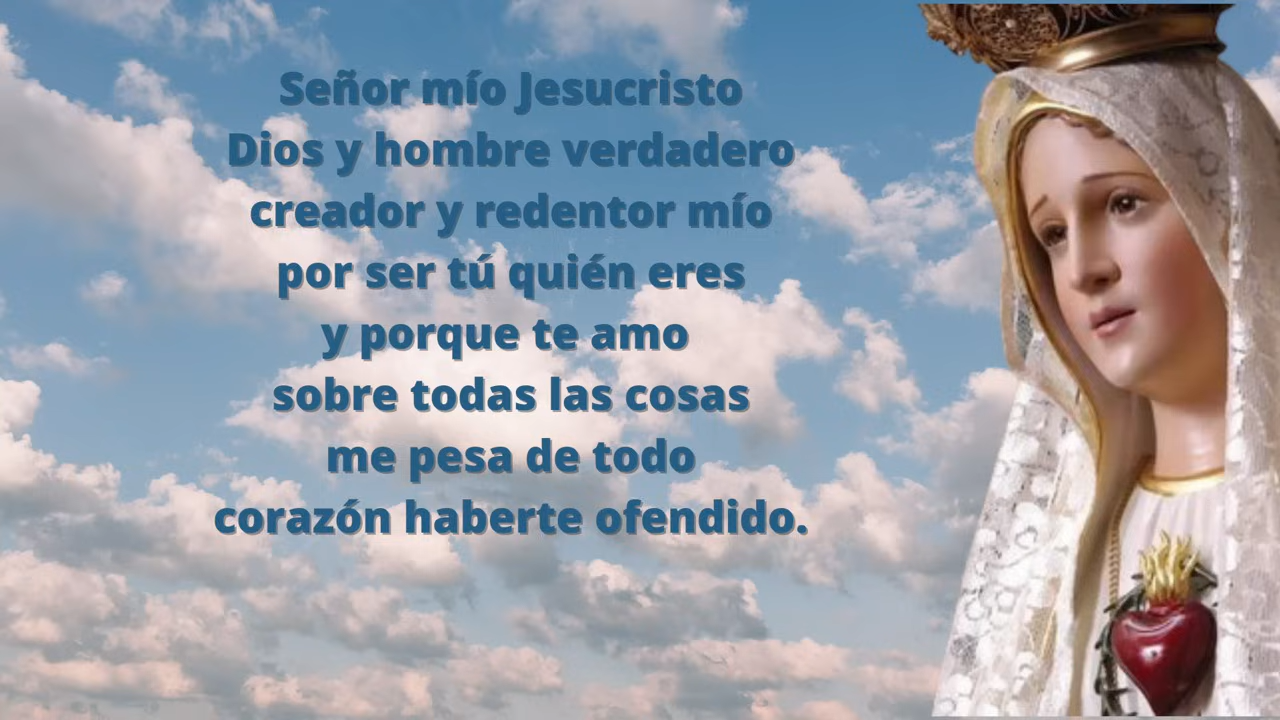 Señor mío Jesucristo
Dios y hombre verdadero
creador y redentor mío
por ser tú quién eres
y porque te amo
sobre todas las cosas
me pesa de todo
corazón haberte ofendido.